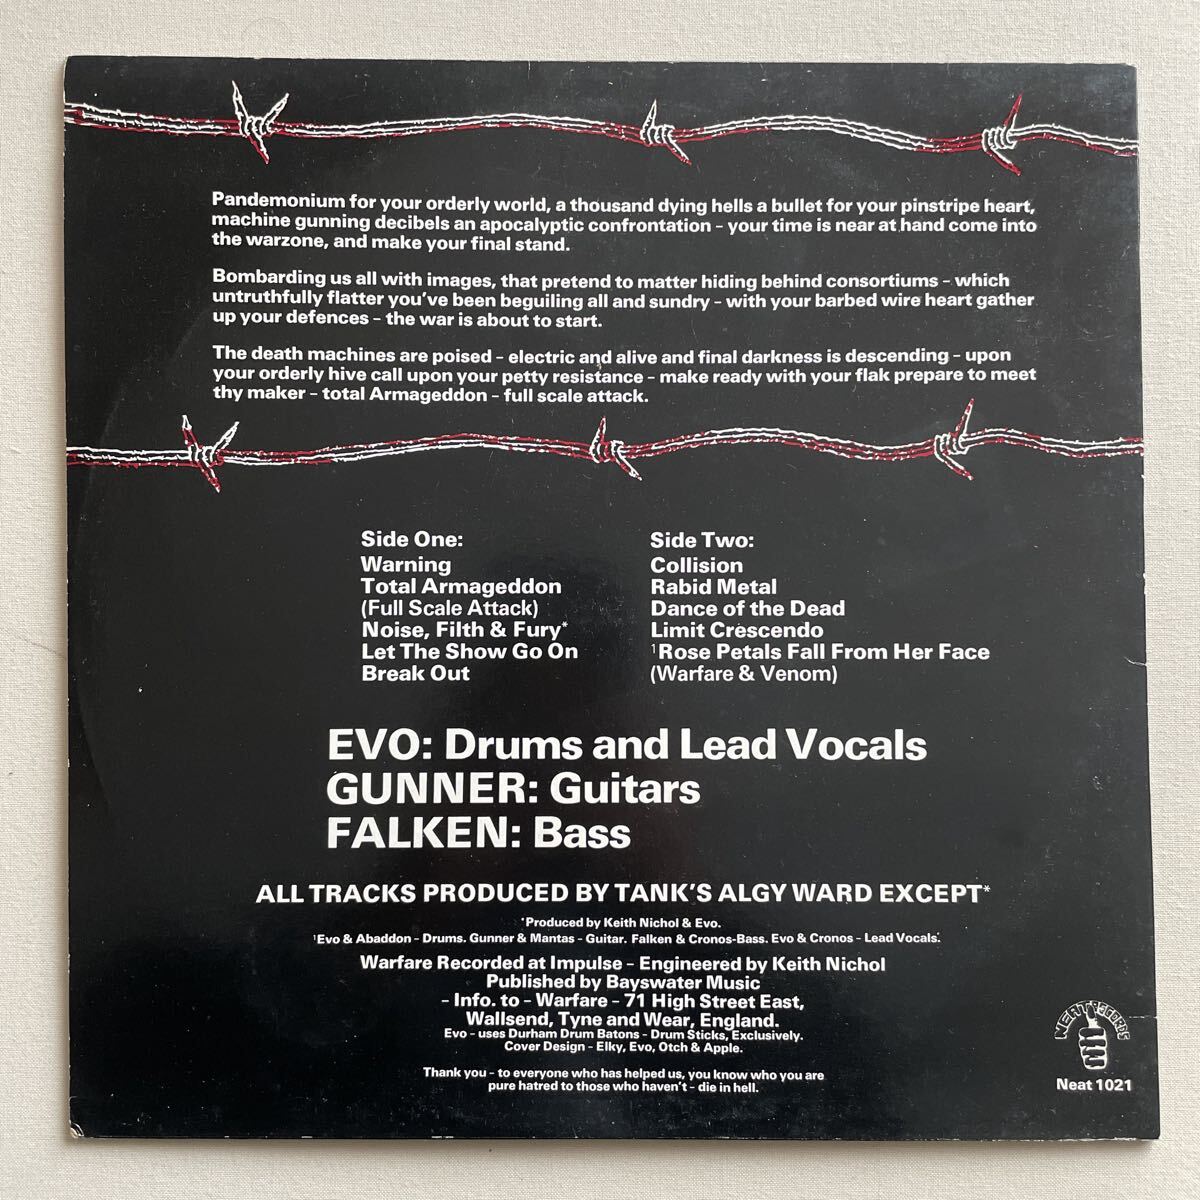 Pandemonium for your orderly world, a thousand dying hells a bullet for your pinstripe heart,
machine gunning decibels an apocalyptic confrontation – your time is near at hand come into
the warzone, and make your final stand.
Bombarding us all with images, that pretend to matter hiding behind consortiums – which
untruthfully flatter you've been beguiling all and sundry – with your barbed wire heart gather
up your defences – the war is about to start.
The death machines are poised – electric and alive and final darkness is descending – upon
your orderly hive call upon your petty resistance – make ready with your flak prepare to meet
thy maker – total Armageddon – full scale attack.
Side One:
Warning
Total Armageddon
(Full Scale Attack)
Noise, Filth & Fury*
Let The Show Go On
Break Out
Side Two:
Collision
Rabid Metal
Dance of the Dead
Limit Crescendo
¹Rose Petals Fall From Her Face
(Warfare & Venom)
EVO: Drums and Lead Vocals
GUNNER: Guitars
FALKEN: Bass
ALL TRACKS PRODUCED BY TANK'S ALGY WARD EXCEPT*
*Produced by Keith Nichol & Evo.
¹Evo & Abaddon – Drums. Gunner & Mantas – Guitar. Falken & Cronos-Bass. Evo & Cronos – Lead Vocals.
Warfare Recorded at Impulse – Engineered by Keith Nichol
Published by Bayswater Music
– Info. to – Warfare – 71 High Street East,
Wallsend, Tyne and Wear, England.
Evo – uses Durham Drum Batons – Drum Sticks, Exclusively.
Cover Design – Elky, Evo, Otch & Apple.
Thank you – to everyone who has helped us, you know who you are
pure hatred to those who haven't – die in hell.
NEAT RECORDS
Neat 1021